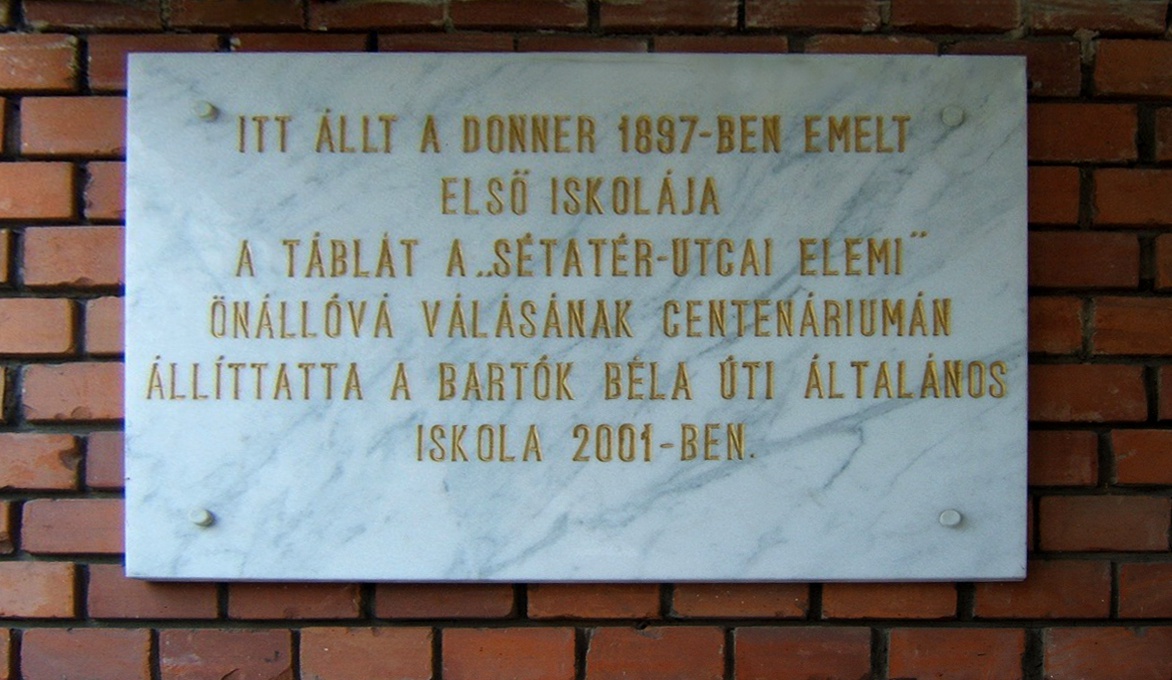 ITT ÁLLT A DONNER 1897-BEN EMELT
ELSŐ ISKOLÁJA
A TÁBLÁT A „SÉTATÉR-UTCAI ELEMI”
ÖNÁLLÓVÁ VÁLÁSÁNAK CENTENÁRIUMÁN
ÁLLÍTTATTA A BARTÓK BÉLA ÚTI ÁLTALÁNOS
ISKOLA 2001-BEN.